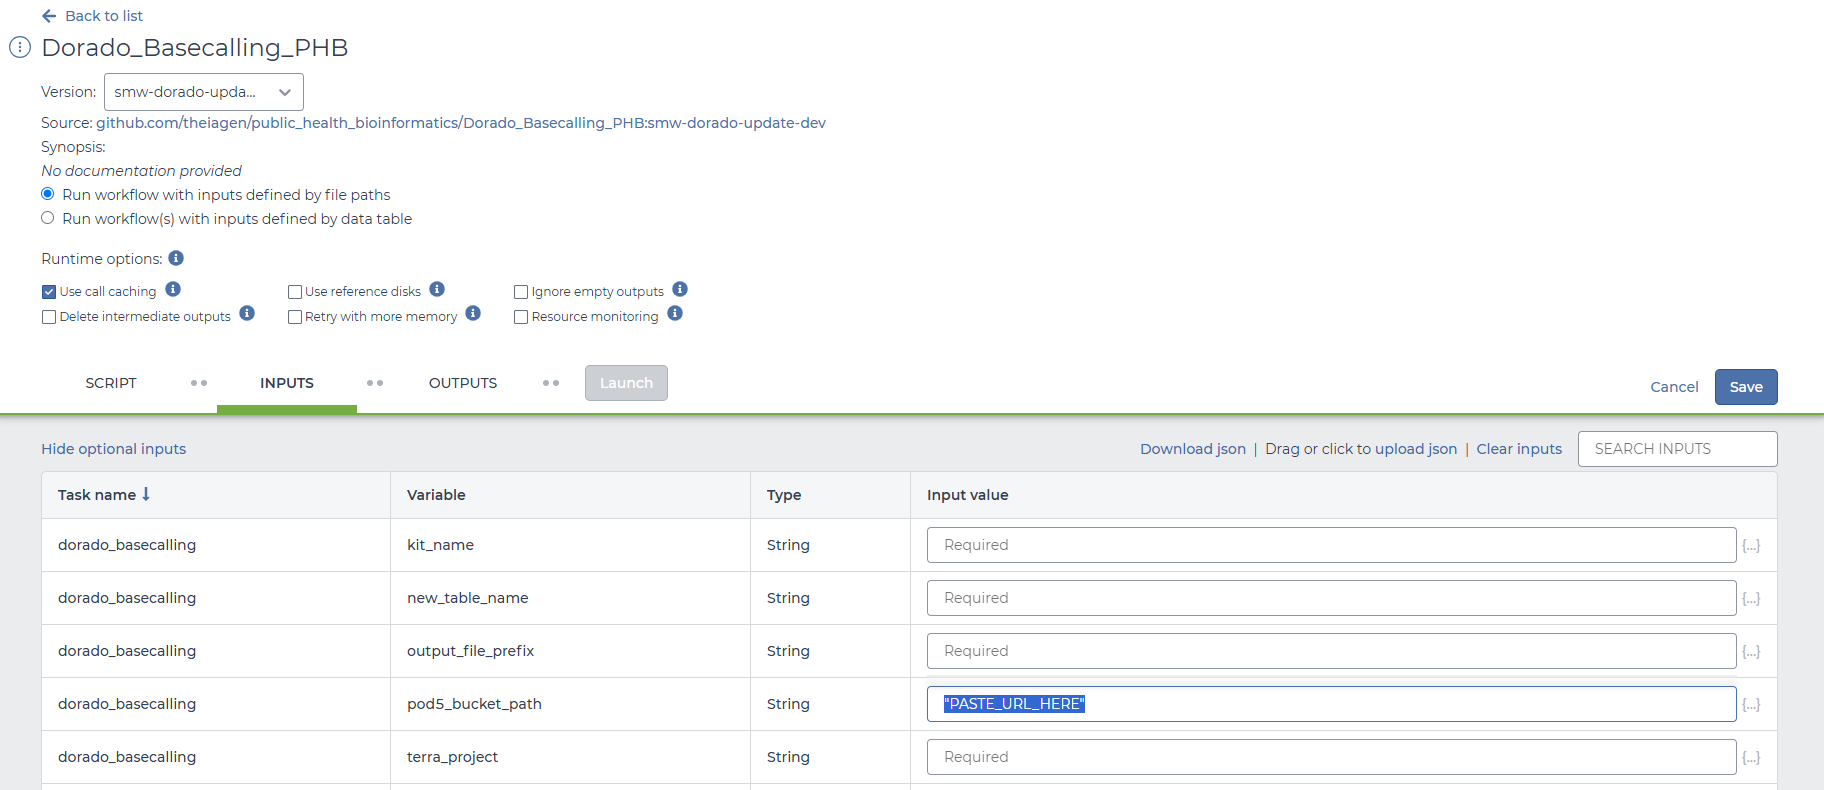 Back to list
Dorado_Basecalling_PHB
Version: smw-dorado-upda...
Source: github.com/theiagen/public_health_bioinformatics/Dorado_Basecalling_PHB:smw-dorado-update-dev
Synopsis:
No documentation provided
Run workflow with inputs defined by file paths
Run workflow(s) with inputs defined by data table
Runtime options:
Use call caching Use reference disks Ignore empty outputs
Delete intermediate outputs Retry with more memory Resource monitoring
SCRIPT INPUTS OUTPUTS Launch Cancel Save
Hide optional inputs Download json | Drag or click to upload json | Clear inputs SEARCH INPUTS
Task name Variable Type Input value
dorado_basecalling kit_name String Required {...}
dorado_basecalling new_table_name String Required {...}
dorado_basecalling output_file_prefix String Required {...}
dorado_basecalling pod5_bucket_path String "PASTE_URL_HERE" {...}
dorado_basecalling terra_project String Required {...}